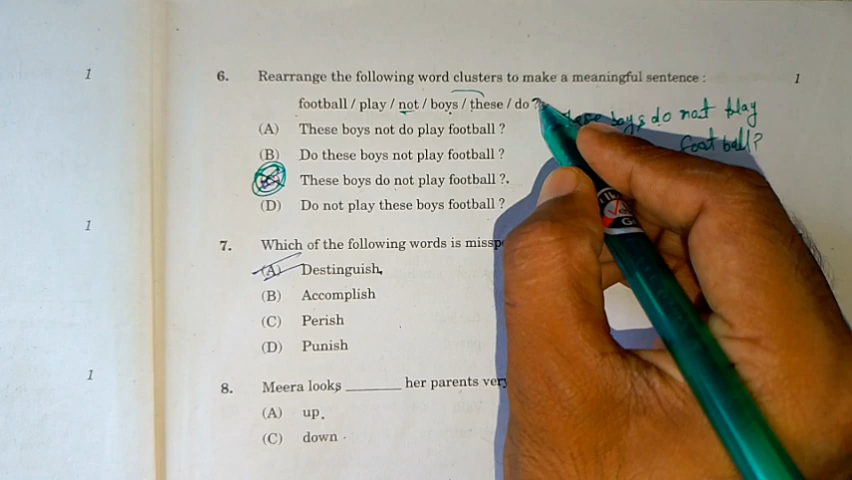 1
6. Rearrange the following word clusters to make a meaningful sentence : 1
football / play / not / boys / these / do ?
boys do not play
foot ball?
(A) These boys not do play football ?
(B) Do these boys not play football ?
These boys do not play football ?.
(D) Do not play these boys football ?
1
7. Which of the following words is
(A) Destinguish
(B) Accomplish
(C) Perish
(D) Punish
1
8. Meera looks ______ her parents
(A) up
(C) down